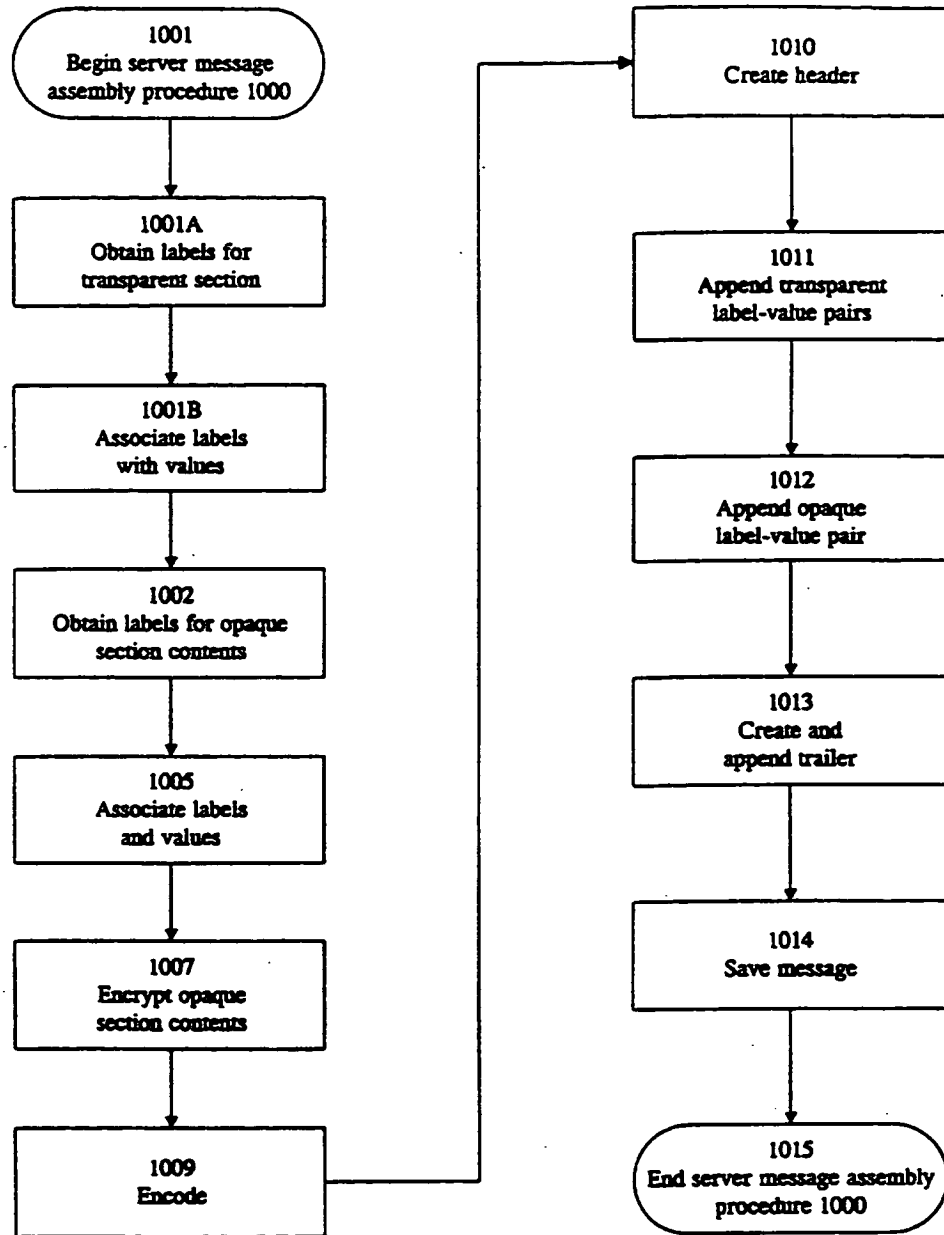 1001
Begin server message
assembly procedure 1000
1001A
Obtain labels for
transparent section
1001B
Associate labels
with values
1002
Obtain labels for opaque
section contents
1005
Associate labels
and values
1007
Encrypt opaque
section contents
1009
Encode
1010
Create header
1011
Append transparent
label-value pairs
1012
Append opaque
label-value pair
1013
Create and
append trailer
1014
Save message
1015
End server message assembly
procedure 1000